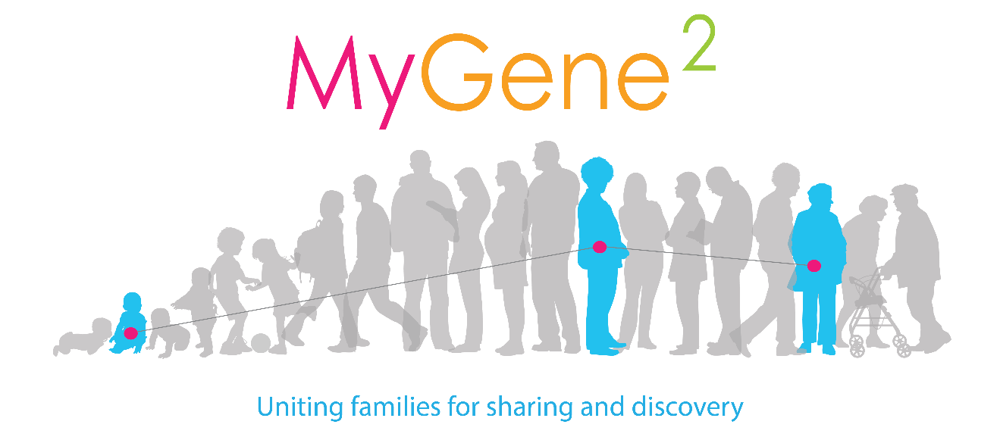 MyGene²
Uniting families for sharing and discovery